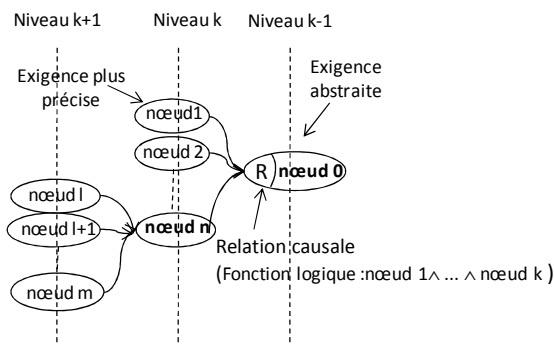 Niveau k+1
Niveau k
Niveau k-1
Exigence plus
précise
Exigence
abstraite
nœud1
nœud 2
R
nœud 0
nœud l
nœud l+1
nœud n
nœud m
Relation causale
(Fonction logique :nœud 1∧ ... ∧ nœud k )